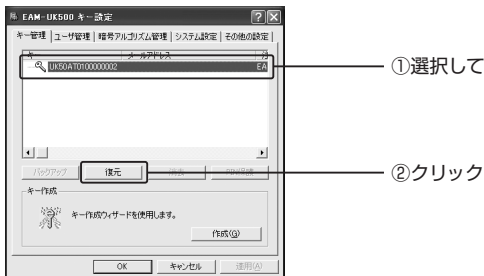 EAM-UK500 キー設定
キー管理 ユーザ管理 暗号アルゴリズム管理 システム設定 その他の設定
キー メールアドレス
UK50AT0100000002 EA
①選択して
バックアップ 復元
②クリック
キー作成
キー作成ウィザードを使用します。
作成(G)
OK キャンセル 適用(A)